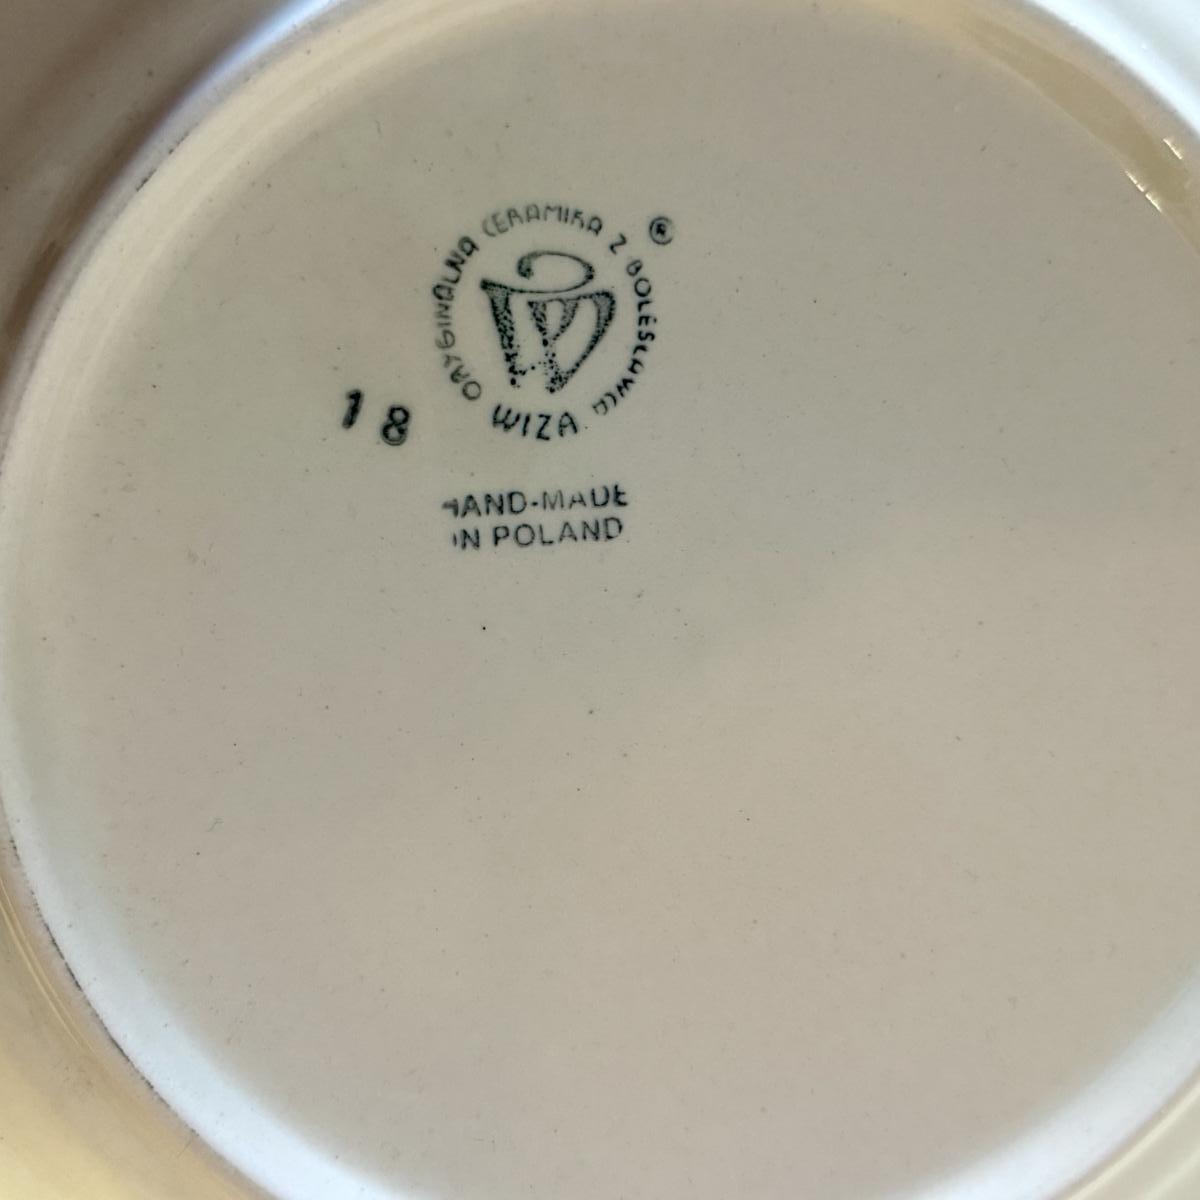 ORYGINALNA CERAMIKA Z BOLESŁAWCA
®
WIZA
18
HAND-MADE
IN POLAND